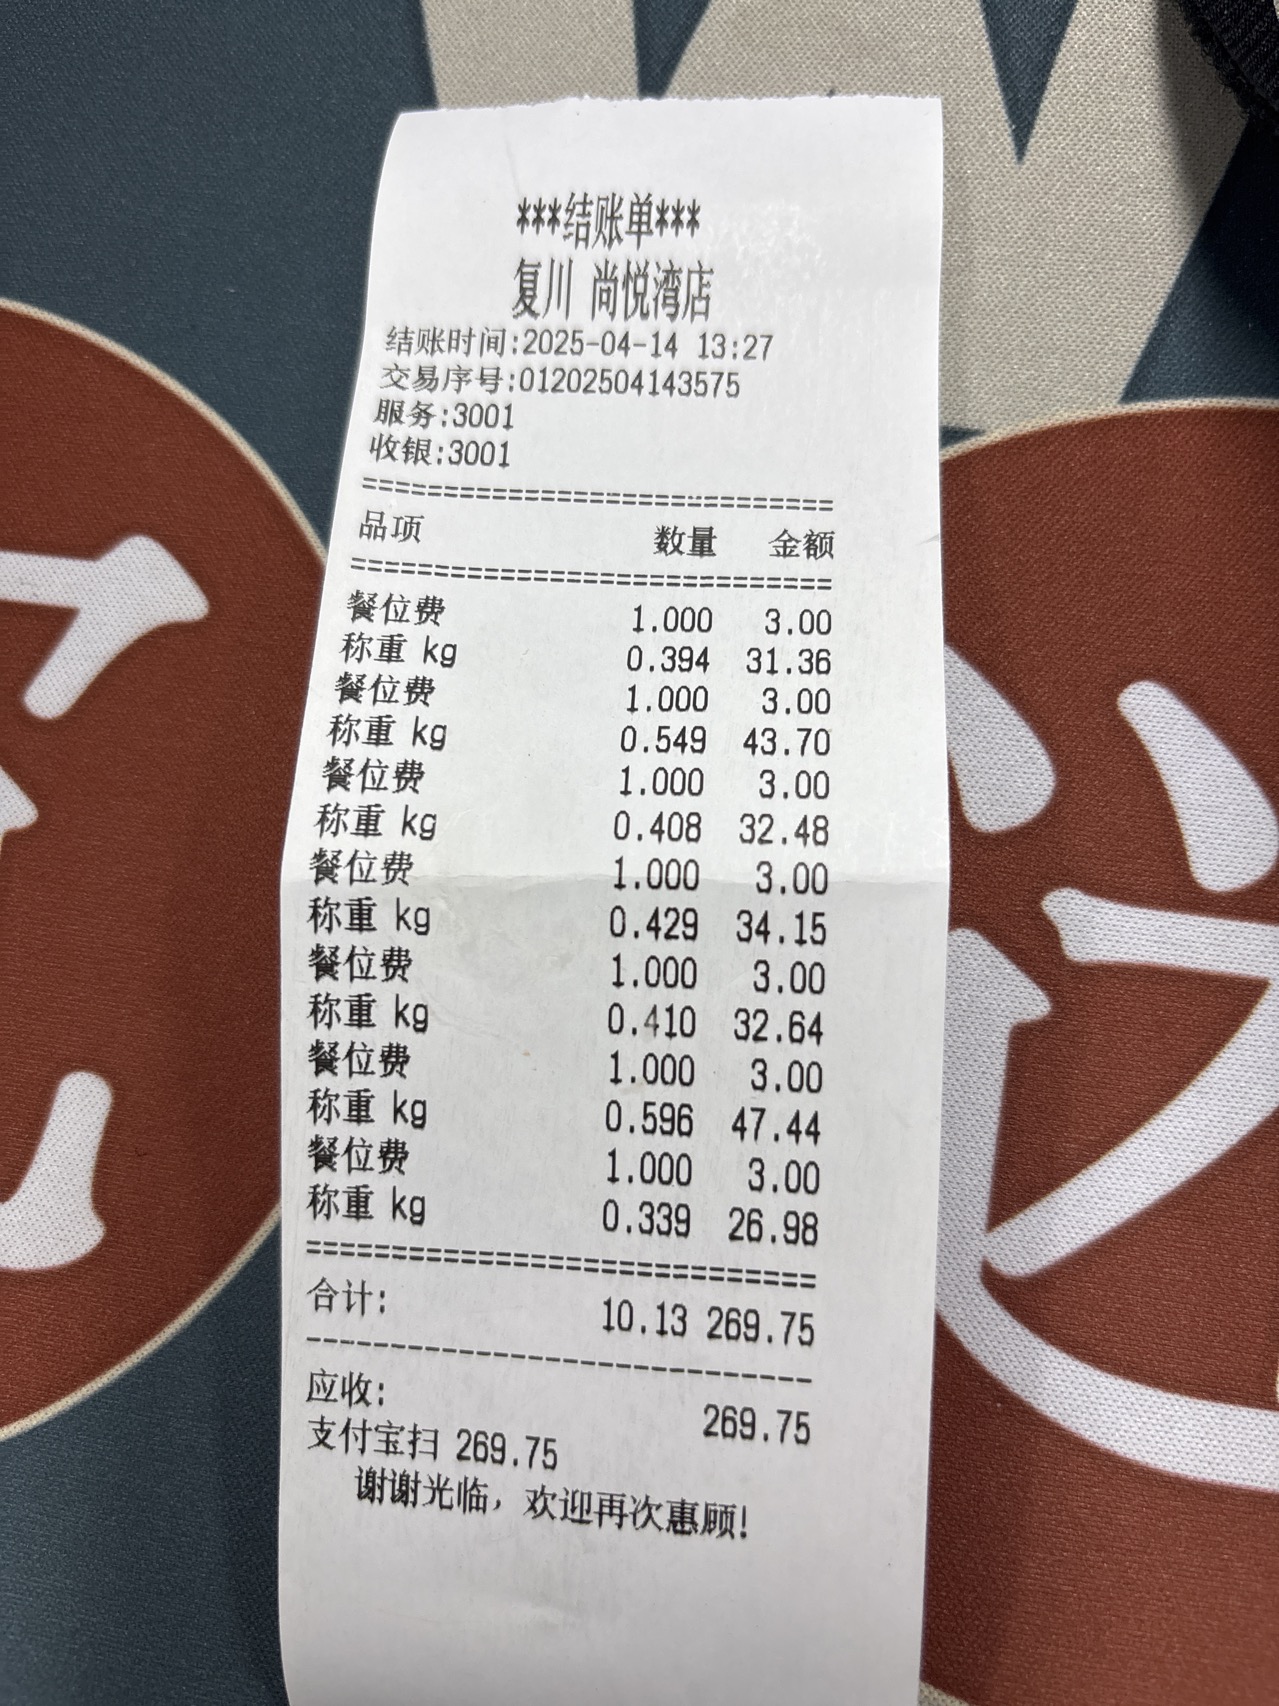 ***结账单***
复川 尚悦湾店
结账时间:2025-04-14 13:27
交易序号:01202504143575
服务:3001
收银:3001
============================
品项 数量 金额
============================
餐位费 1.000 3.00
称重 kg 0.394 31.36
餐位费 1.000 3.00
称重 kg 0.549 43.70
餐位费 1.000 3.00
称重 kg 0.408 32.48
餐位费 1.000 3.00
称重 kg 0.429 34.15
餐位费 1.000 3.00
称重 kg 0.410 32.64
餐位费 1.000 3.00
称重 kg 0.596 47.44
餐位费 1.000 3.00
称重 kg 0.339 26.98
============================
合计: 10.13 269.75
----------------------------
应收: 269.75
支付宝扫 269.75
谢谢光临，欢迎再次惠顾!